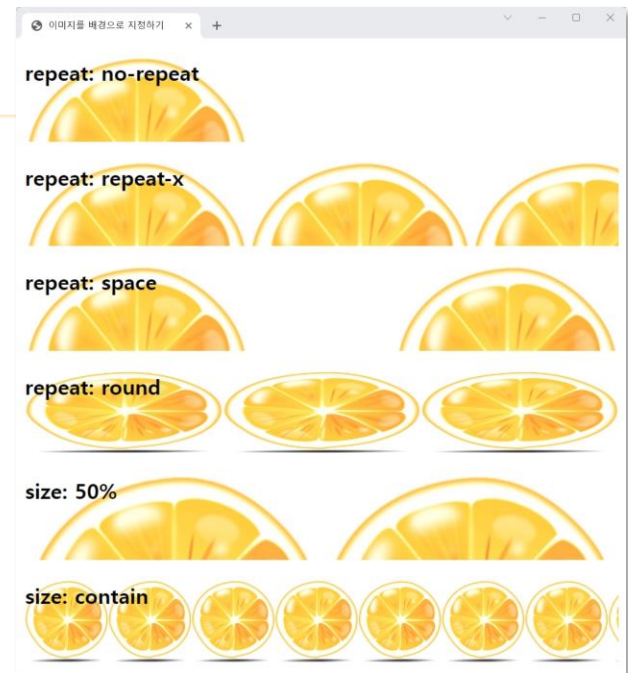 이미지를 배경으로 지정하기
repeat: no-repeat
repeat: repeat-x
repeat: space
repeat: round
size: 50%
size: contain